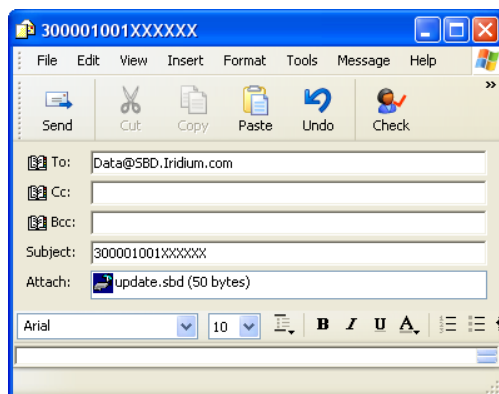 300001001XXXXXX
File Edit View Insert Format Tools Message Help
Send Cut Copy Paste Undo Check
To: Data@SBD.Iridium.com
Cc:
Bcc:
Subject: 300001001XXXXXX
Attach: update.sbd (50 bytes)
Arial 10 B I U A